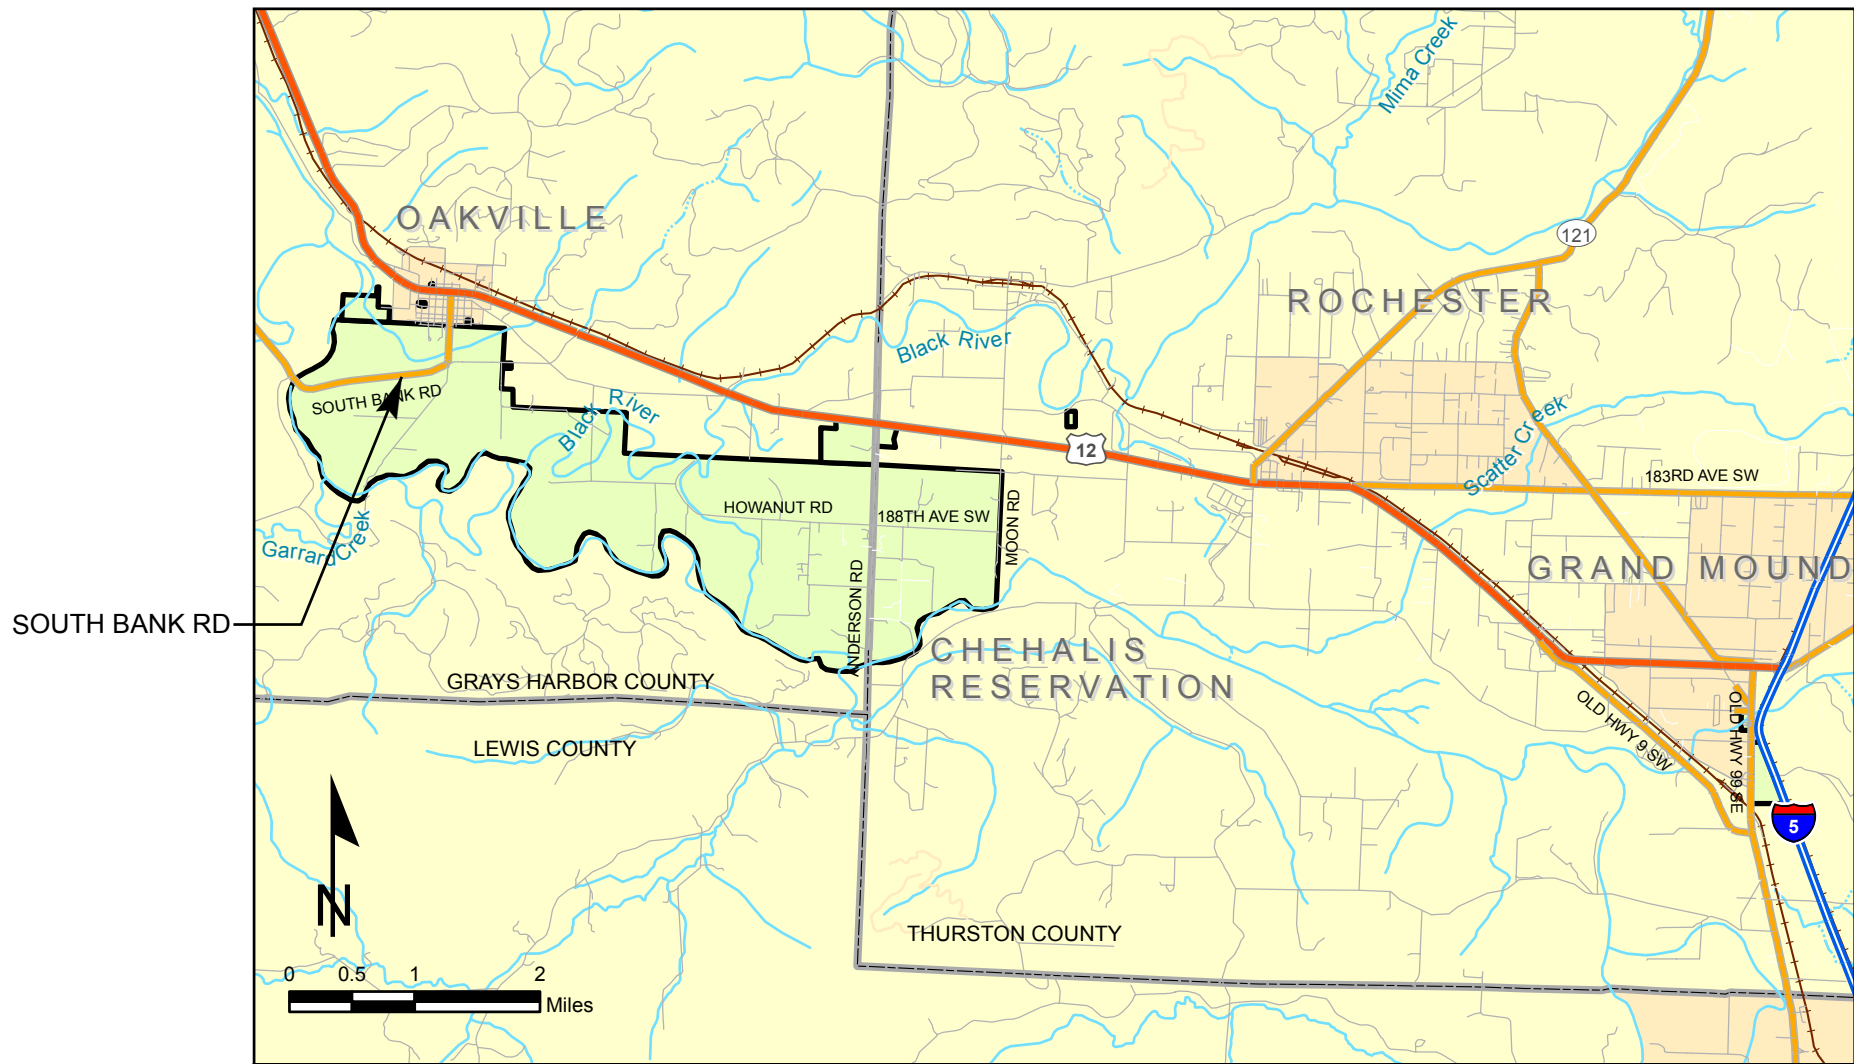 Mima Creek
OAKVILLE
121
ROCHESTER
Black River
SOUTH BANK RD
Black River
12
Scatter Creek
183RD AVE SW
HOWANUT RD
188TH AVE SW
MOON RD
Garrard Creek
GRAND MOUND
ANDERSON RD
SOUTH BANK RD
CHEHALIS
RESERVATION
GRAYS HARBOR COUNTY
LEWIS COUNTY
OLD HWY 9 SW
OLD HWY 99 SE
5
N
THURSTON COUNTY
0 0.5 1 2
Miles